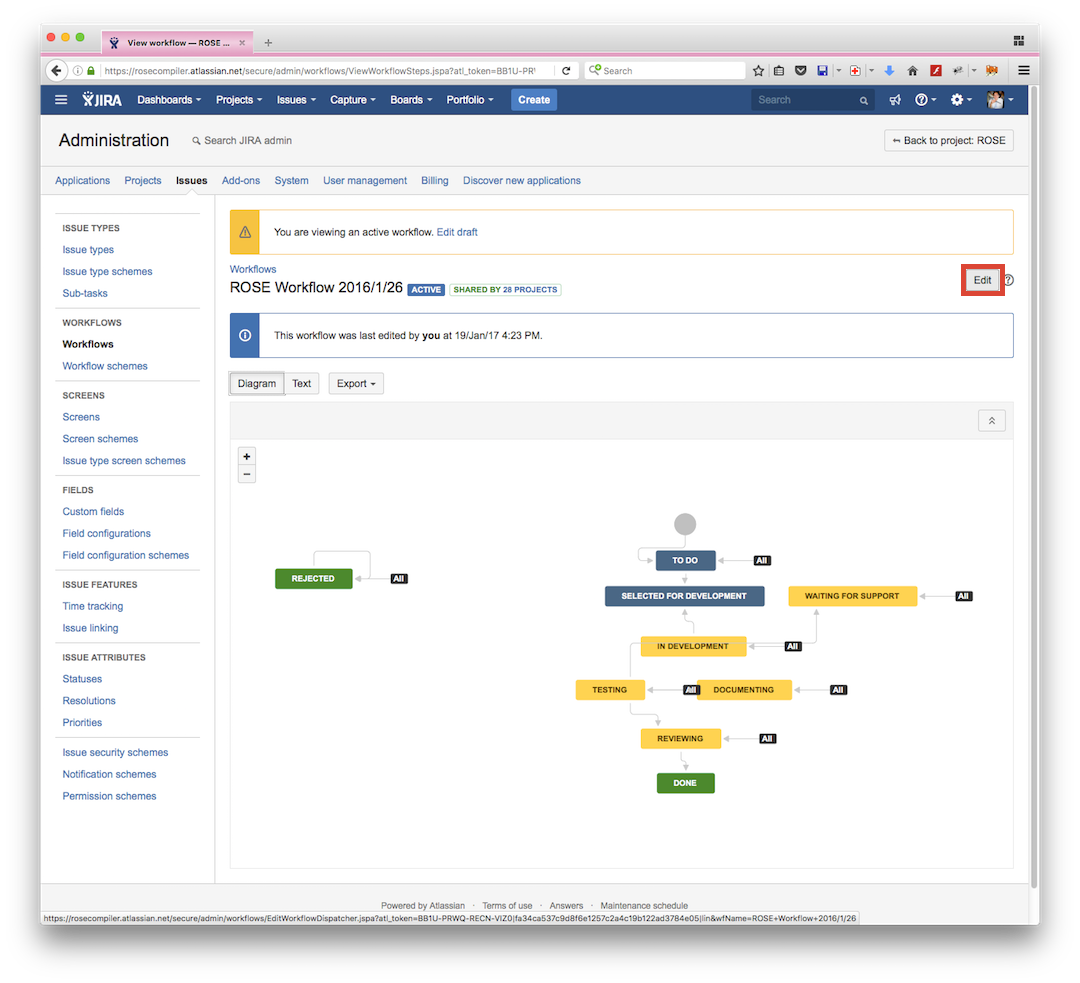 View workflow — ROSE ...
https://rosecompiler.atlassian.net/secure/admin/workflows/ViewWorkflowSteps.jspa?atl_token=BB1U-PR
Search
JIRA Dashboards Projects Issues Capture Boards Portfolio Create Search
Administration Search JIRA admin Back to project: ROSE
Applications Projects Issues Add-ons System User management Billing Discover new applications
ISSUE TYPES
Issue types
Issue type schemes
Sub-tasks
WORKFLOWS
Workflows
Workflow schemes
SCREENS
Screens
Screen schemes
Issue type screen schemes
FIELDS
Custom fields
Field configurations
Field configuration schemes
ISSUE FEATURES
Time tracking
Issue linking
ISSUE ATTRIBUTES
Statuses
Resolutions
Priorities
Issue security schemes
Notification schemes
Permission schemes
You are viewing an active workflow. Edit draft
Workflows
ROSE Workflow 2016/1/26 ACTIVE SHARED BY 28 PROJECTS
Edit
This workflow was last edited by you at 19/Jan/17 4:23 PM.
Diagram Text Export
TO DO All
REJECTED All
SELECTED FOR DEVELOPMENT WAITING FOR SUPPORT All
IN DEVELOPMENT All
TESTING All DOCUMENTING All
REVIEWING All
DONE
Powered by Atlassian · Terms of use · Answers · Maintenance schedule
https://rosecompiler.atlassian.net/secure/admin/workflows/EditWorkflowDispatcher.jspa?atl_token=BB1U-PRWQ-RECN-VIZ0|fa34ca537c9d8f6e1257c2a4c19b122ad3784e05|lin&wfName=ROSE+Workflow+2016/1/26